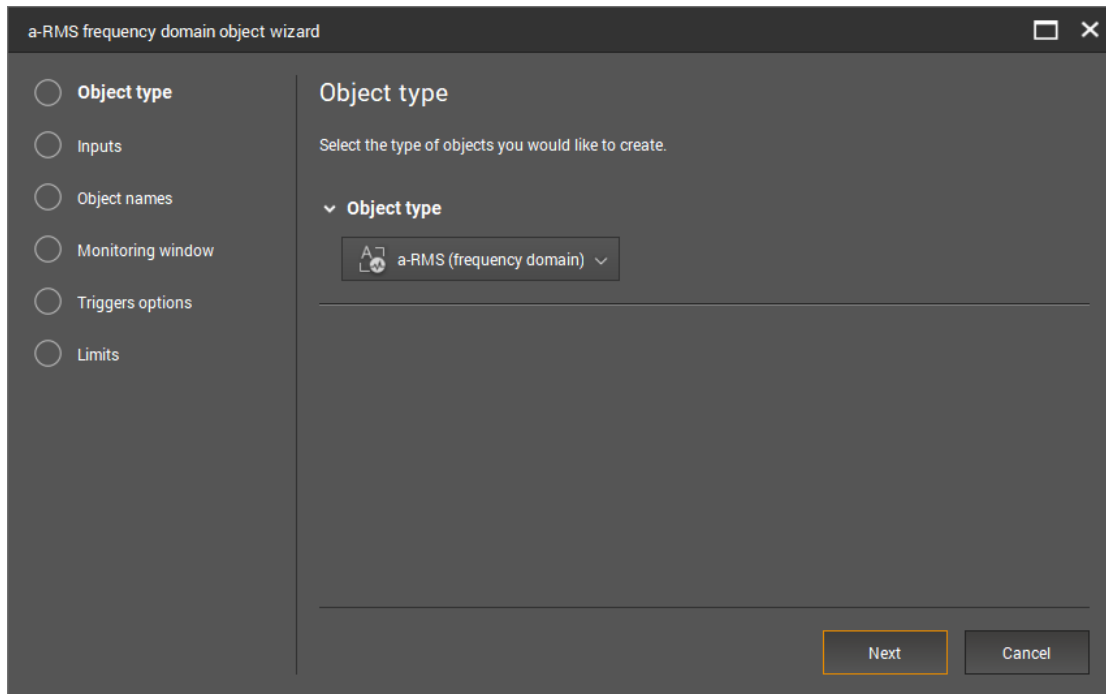 a-RMS frequency domain object wizard
Object type
Inputs
Object names
Monitoring window
Triggers options
Limits
Object type
Select the type of objects you would like to create.
Object type
a-RMS (frequency domain)
Next
Cancel